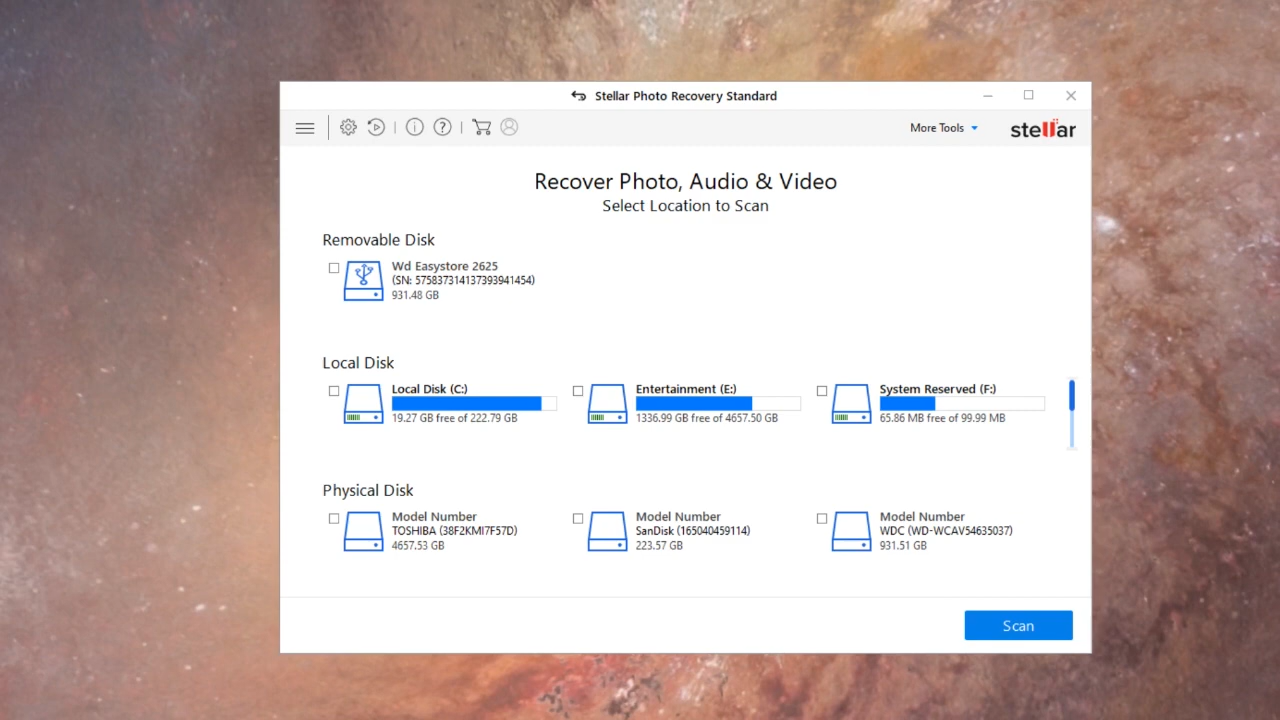 Stellar Photo Recovery Standard
More Tools
stellar
Recover Photo, Audio & Video
Select Location to Scan
Removable Disk
Wd Easystore 2625
(SN: 575837314137393941454)
931.48 GB
Local Disk
Local Disk (C:)
19.27 GB free of 222.79 GB
Entertainment (E:)
1336.99 GB free of 4657.50 GB
System Reserved (F:)
65.86 MB free of 99.99 MB
Physical Disk
Model Number
TOSHIBA (38F2KMI7F57D)
4657.53 GB
Model Number
SanDisk (165040459114)
223.57 GB
Model Number
WDC (WD-WCAV54635037)
931.51 GB
Scan